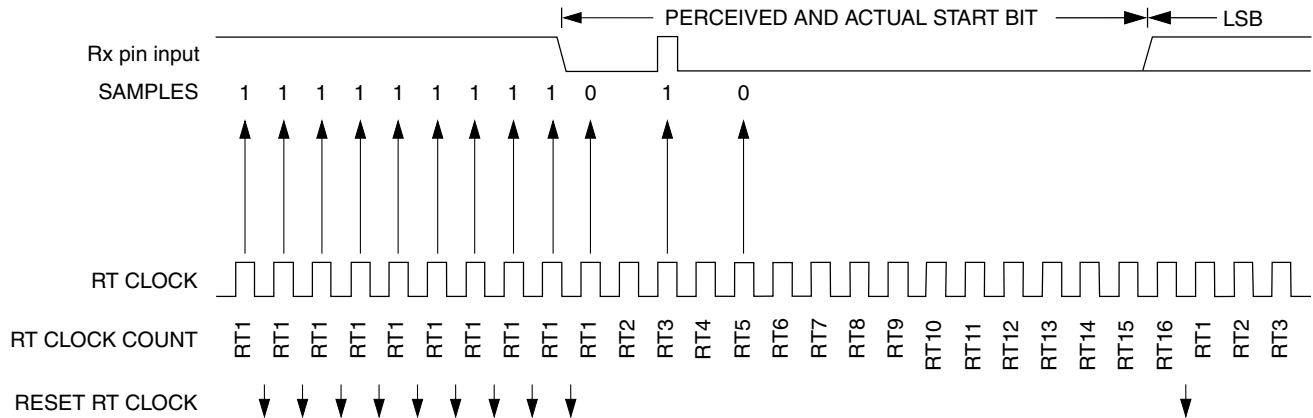 PERCEIVED AND ACTUAL START BIT LSB
Rx pin input
SAMPLES 1 1 1 1 1 1 1 1 1 0 1 0
RT CLOCK
RT CLOCK COUNT RT1 RT1 RT1 RT1 RT1 RT1 RT1 RT1 RT1 RT1 RT2 RT3 RT4 RT5 RT6 RT7 RT8 RT9 RT10 RT11 RT12 RT13 RT14 RT15 RT16 RT1 RT2 RT3
RESET RT CLOCK